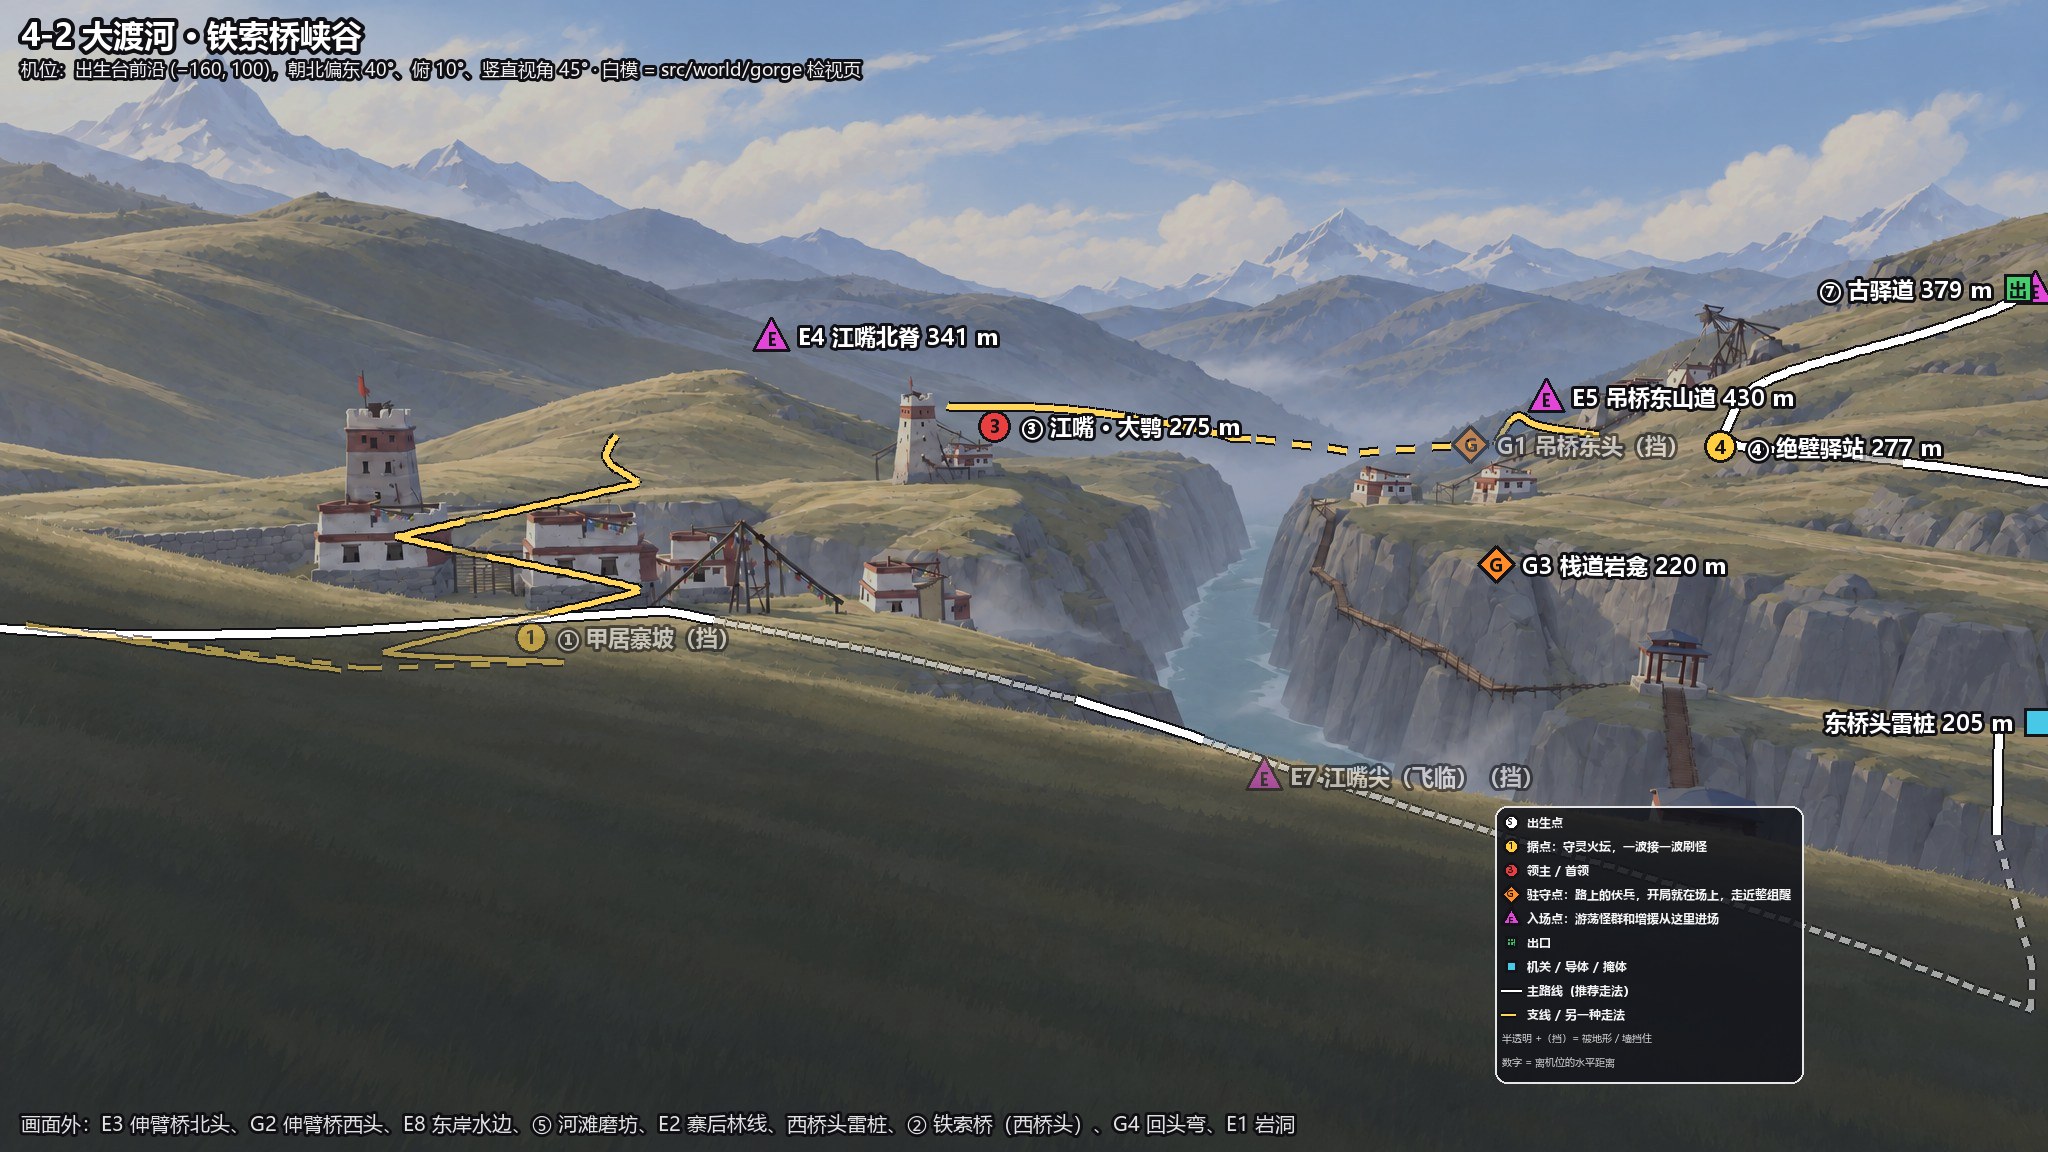 4-2 大渡河·铁索桥峡谷
机位：出生台前沿 (−160, 100)，朝北偏东 40°、俯 10°、竖直视角 45° · 白模 = src/world/gorge 检视页
⑦ 古驿道 379 m
出
E
E
E4 江嘴北脊 341 m
E
E5 吊桥东山道 430 m
3
③ 江嘴·大鹗 275 m
G
G1 吊桥东头（挡）
4
④ 绝壁驿站 277 m
G
G3 栈道岩龛 220 m
1
① 甲居寨坡（挡）
东桥头雷桩 205 m
E
E7 江嘴尖（飞临）（挡）
S 出生点
1 据点：守灵火坛，一波接一波刷怪
3 领主 / 首领
G 驻守点：路上的伏兵，开局就在场上，走近整组醒
E 入场点：游荡怪群和增援从这里进场
出口
机关 / 导体 / 掩体
主路线（推荐走法）
支线 / 另一种走法
半透明 +（挡）= 被地形 / 墙挡住
数字 = 离机位的水平距离
画面外：E3 伸臂桥北头、G2 伸臂桥西头、E8 东岸水边、⑤ 河滩磨坊、E2 寨后林线、西桥头雷桩、② 铁索桥（西桥头）、G4 回头弯、E1 岩洞